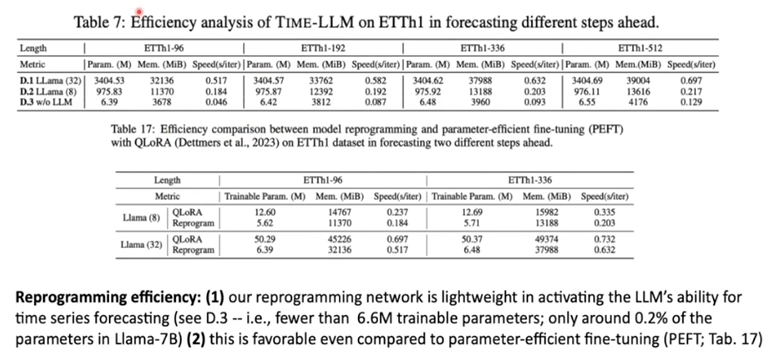 Table 7: Efficiency analysis of TIME-LLM on ETTh1 in forecasting different steps ahead.
Length | ETTh1-96 | ETTh1-192 | ETTh1-336 | ETTh1-512
Metric | Param. (M) Mem. (MiB) Speed(s/iter) | Param. (M) Mem. (MiB) Speed(s/iter) | Param. (M) Mem. (MiB) Speed(s/iter) | Param. (M) Mem.(MiB) Speed(s/iter)
D.1 LLama (32) 3404.53 32136 0.517 3404.57 33762 0.582 3404.62 37988 0.632 3404.69 39004 0.697
D.2 LLama (8) 975.83 11370 0.184 975.87 12392 0.192 975.92 13188 0.203 976.11 13616 0.217
D.3 w/o LLM 6.39 3678 0.046 6.42 3812 0.087 6.48 3960 0.093 6.55 4176 0.129
Table 17: Efficiency comparison between model reprogramming and parameter-efficient fine-tuning (PEFT)
with QLoRA (Dettmers et al., 2023) on ETTh1 dataset in forecasting two different steps ahead.
Length | ETTh1-96 | ETTh1-336
Metric | Trainable Param. (M) Mem. (MiB) Speed(s/iter) | Trainable Param. (M) Mem. (MiB) Speed(s/iter)
Llama (8) QLoRA 12.60 14767 0.237 12.69 15982 0.335
Reprogram 5.62 11370 0.184 5.71 13188 0.203
Llama (32) QLoRA 50.29 45226 0.697 50.37 49374 0.732
Reprogram 6.39 32136 0.517 6.48 37988 0.632
Reprogramming efficiency: (1) our reprogramming network is lightweight in activating the LLM's ability for
time series forecasting (see D.3 -- i.e., fewer than 6.6M trainable parameters; only around 0.2% of the
parameters in Llama-7B) (2) this is favorable even compared to parameter-efficient fine-tuning (PEFT; Tab. 17)